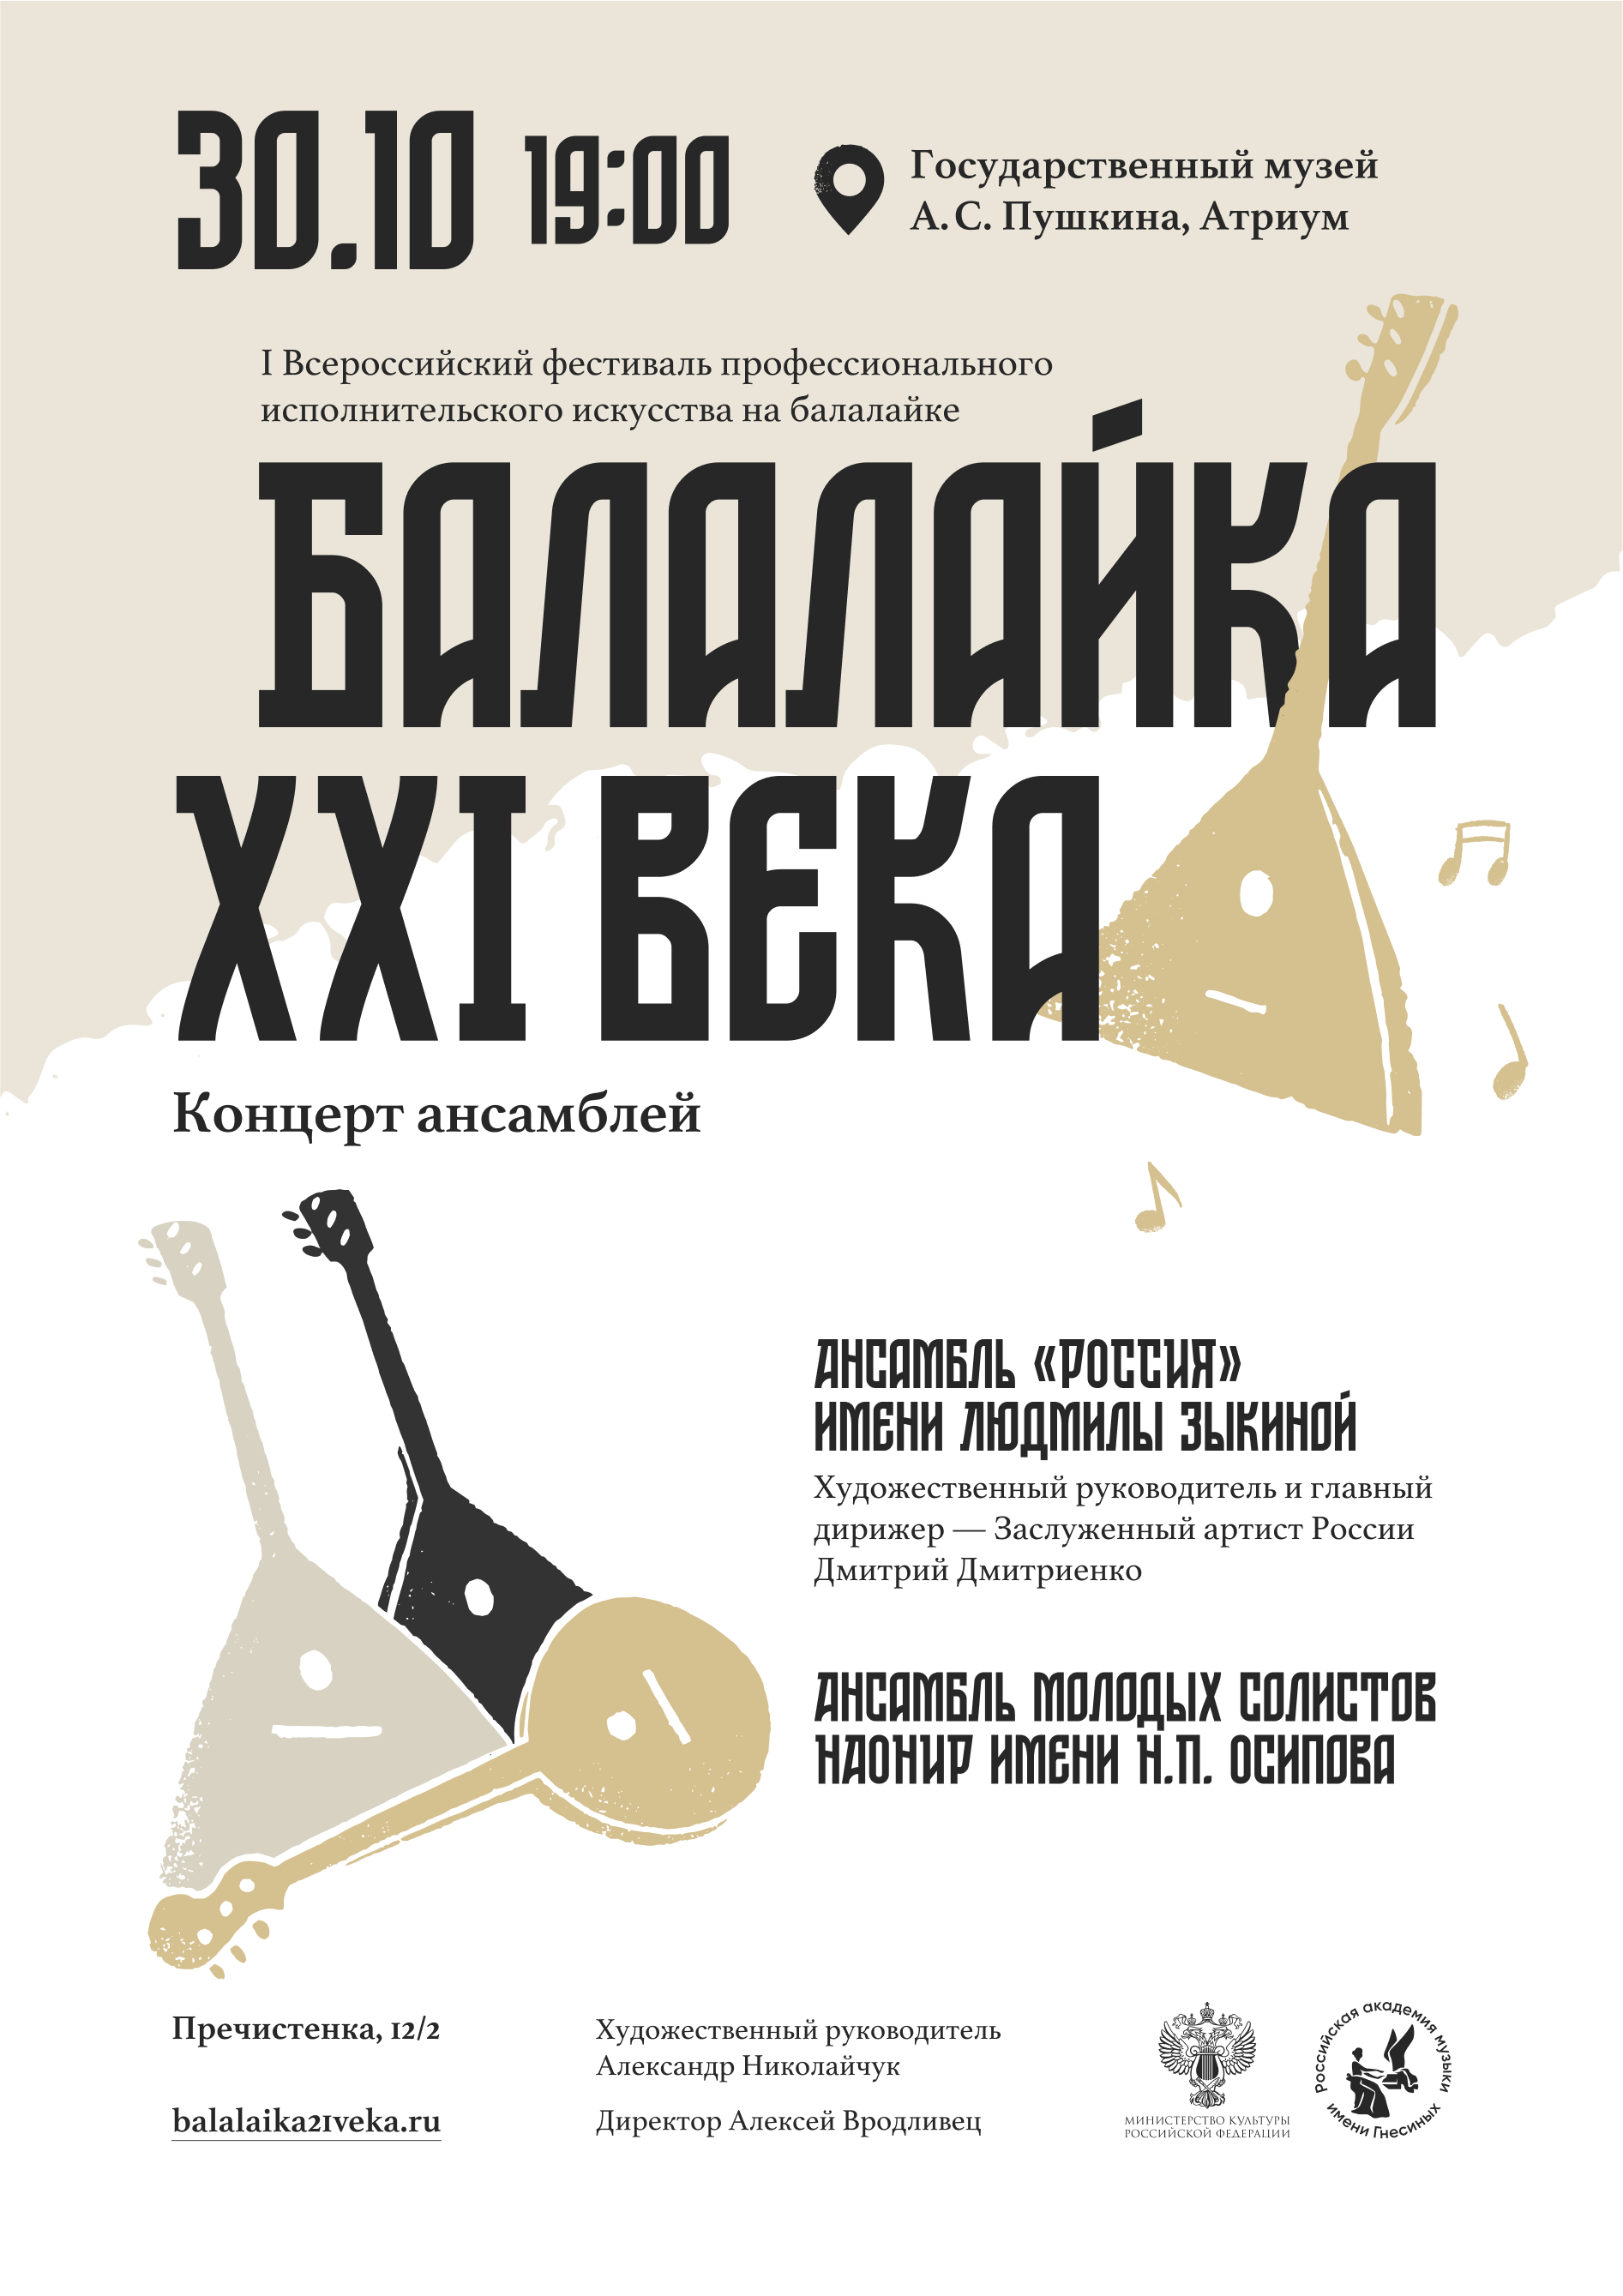 30.10 19:00
Государственный музей
А. С. Пушкина, Атриум
I Всероссийский фестиваль профессионального
исполнительского искусства на балалайке
БАЛАЛАЙКА
XXI ВЕКА
Концерт ансамблей
АНСАМБЛЬ «РОССИЯ»
ИМЕНИ ЛЮДМИЛЫ ЗЫКИНОЙ
Художественный руководитель и главный
дирижер — Заслуженный артист России
Дмитрий Дмитриенко
АНСАМБЛЬ МОЛОДЫХ СОЛИСТОВ
НАОНИР ИМЕНИ Н.П. ОСИПОВА
Пречистенка, 12/2
balalaika21veka.ru
Художественный руководитель
Александр Николайчук
Директор Алексей Вродливец
МИНИСТЕРСТВО КУЛЬТУРЫ
РОССИЙСКОЙ ФЕДЕРАЦИИ
Российская академия музыки
имени Гнесиных